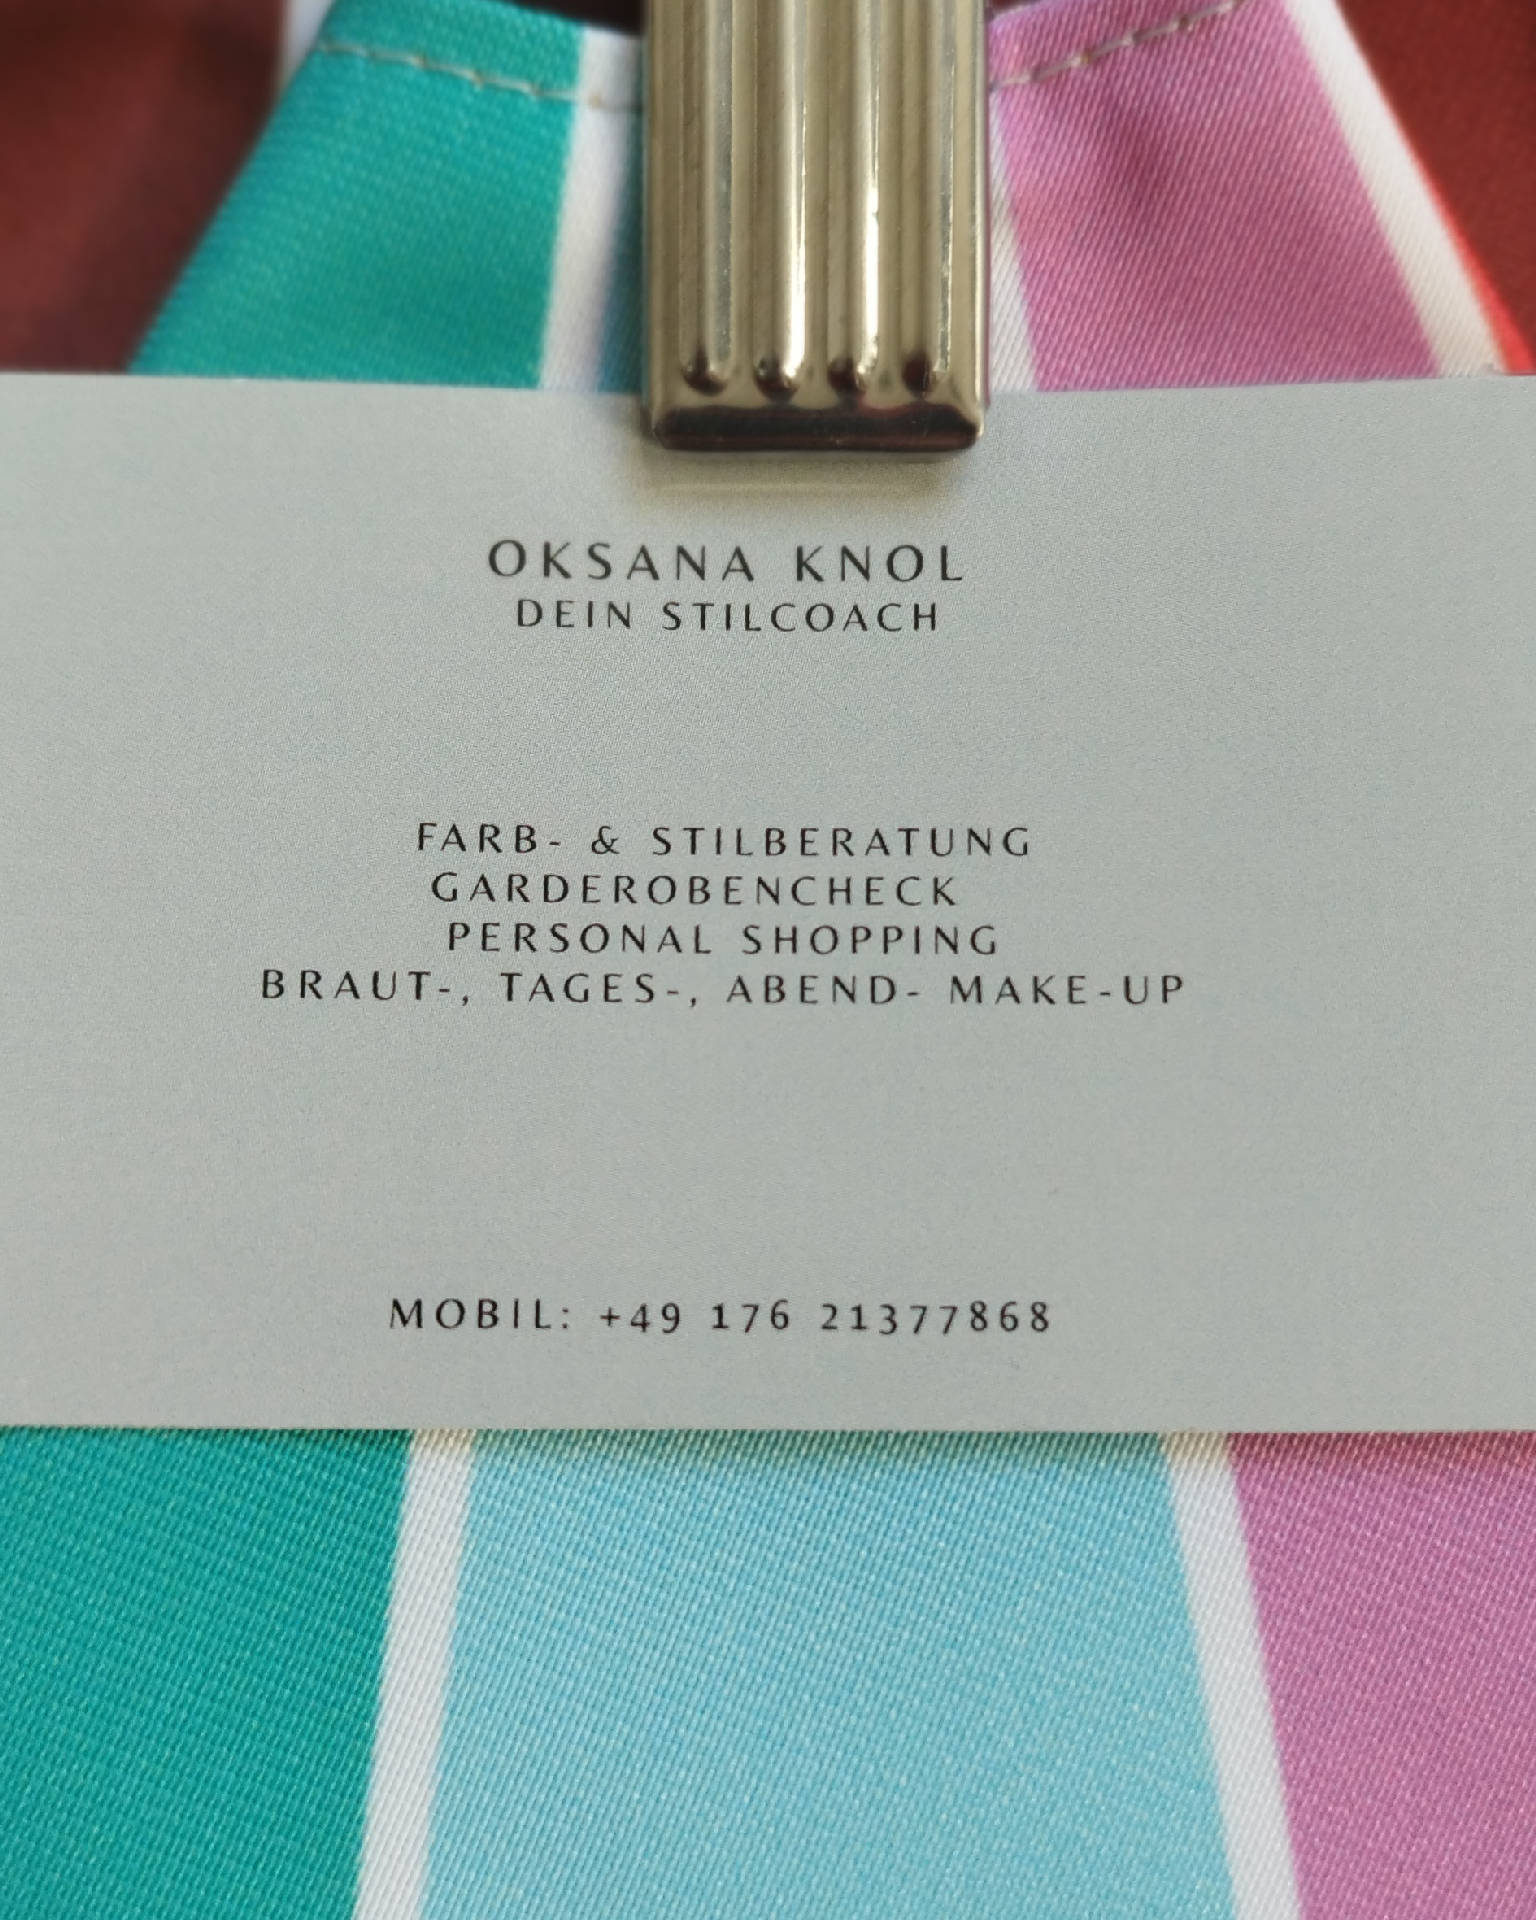 OKSANA KNOL
DEIN STILCOACH
FARB- & STILBERATUNG
GARDEROBENCHECK
PERSONAL SHOPPING
BRAUT-, TAGES-, ABEND- MAKE-UP
MOBIL: +49 176 21377868